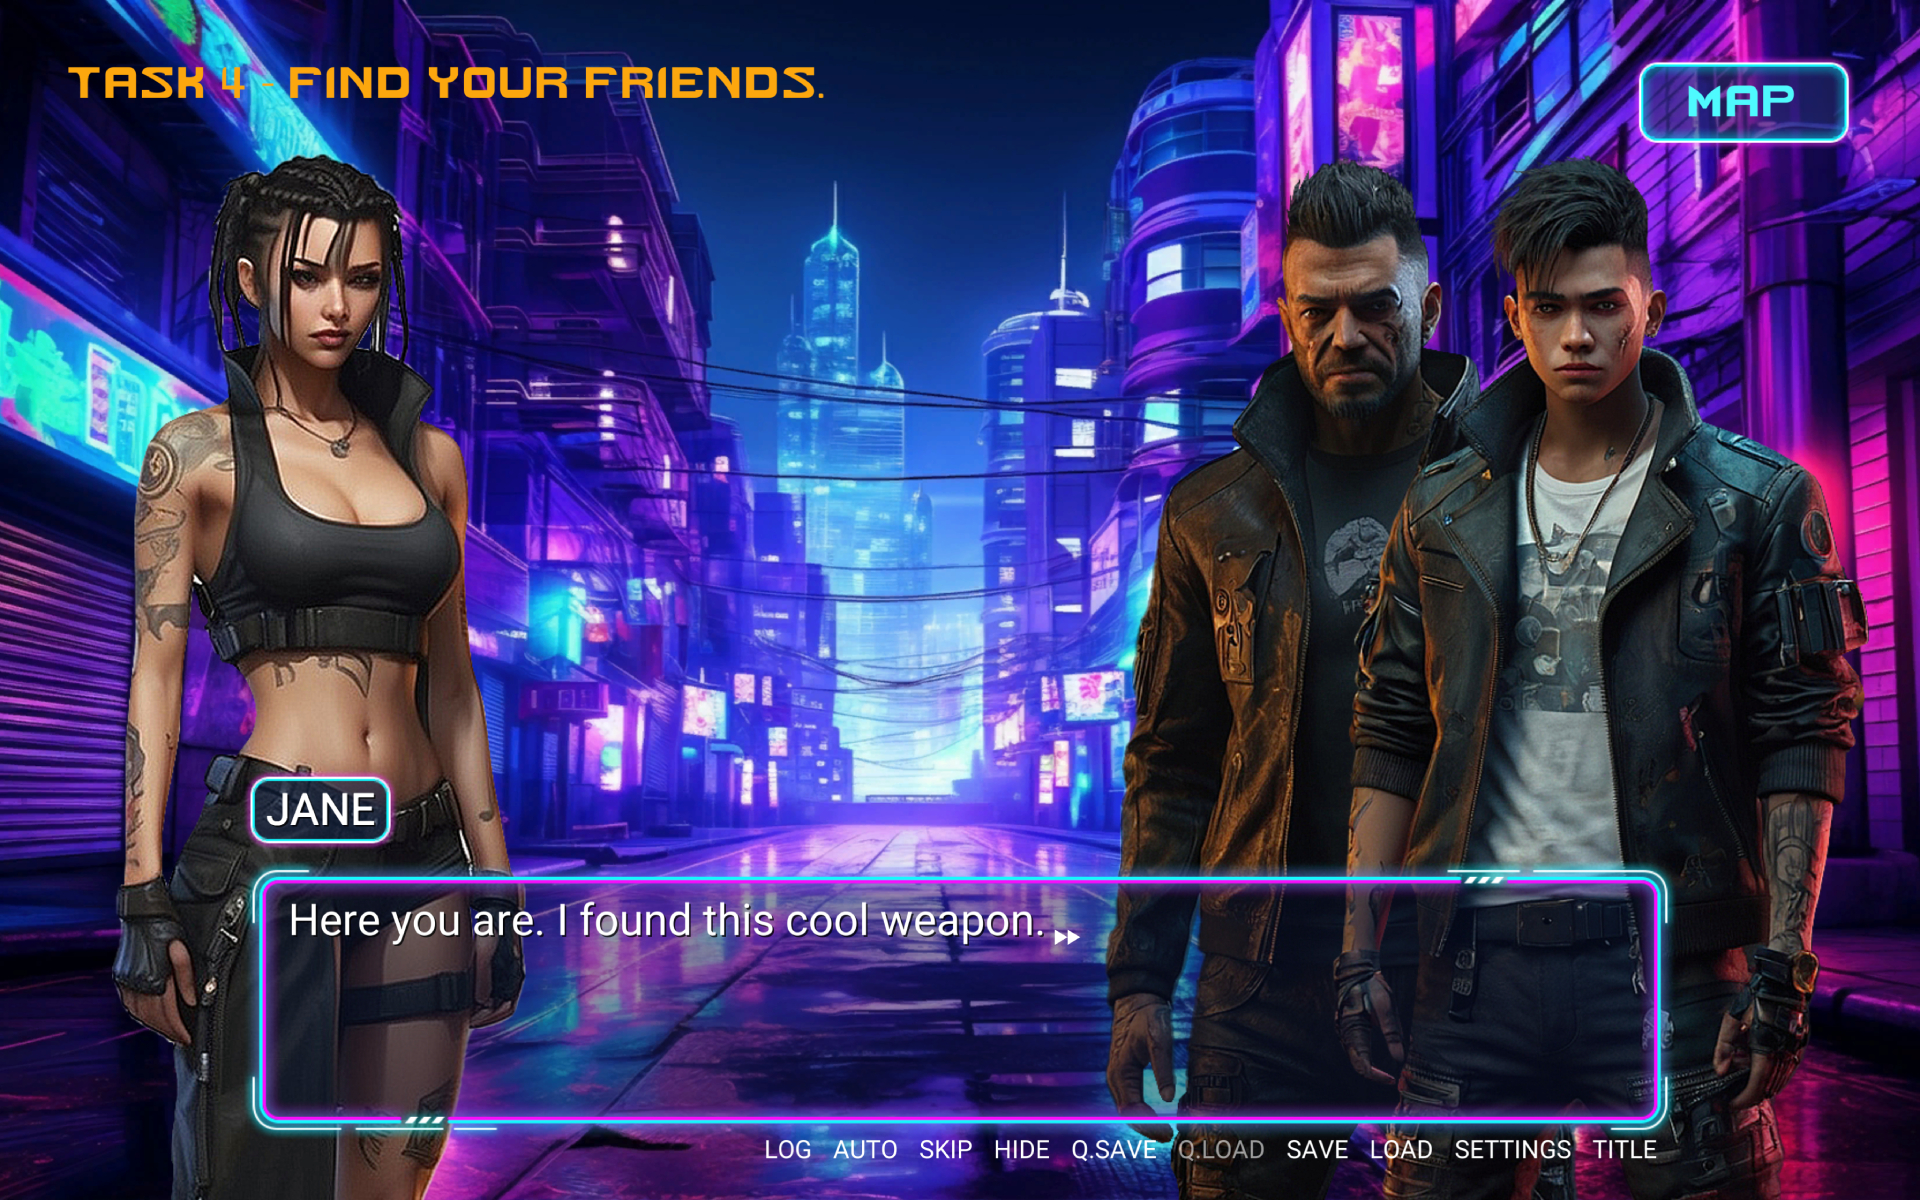 TASK 4 - FIND YOUR FRIENDS.
MAP
JANE
Here you are. I found this cool weapon.
LOG AUTO SKIP HIDE Q.SAVE Q.LOAD SAVE LOAD SETTINGS TITLE